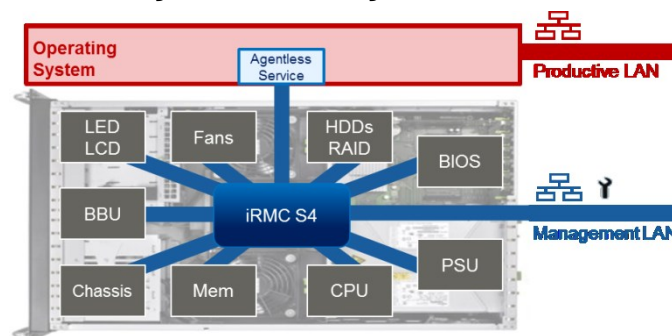 Operating
System
Agentless
Service
Productive LAN
LED
LCD
Fans
HDDs
RAID
BIOS
BBU
iRMC S4
Management LAN
Chassis
Mem
CPU
PSU